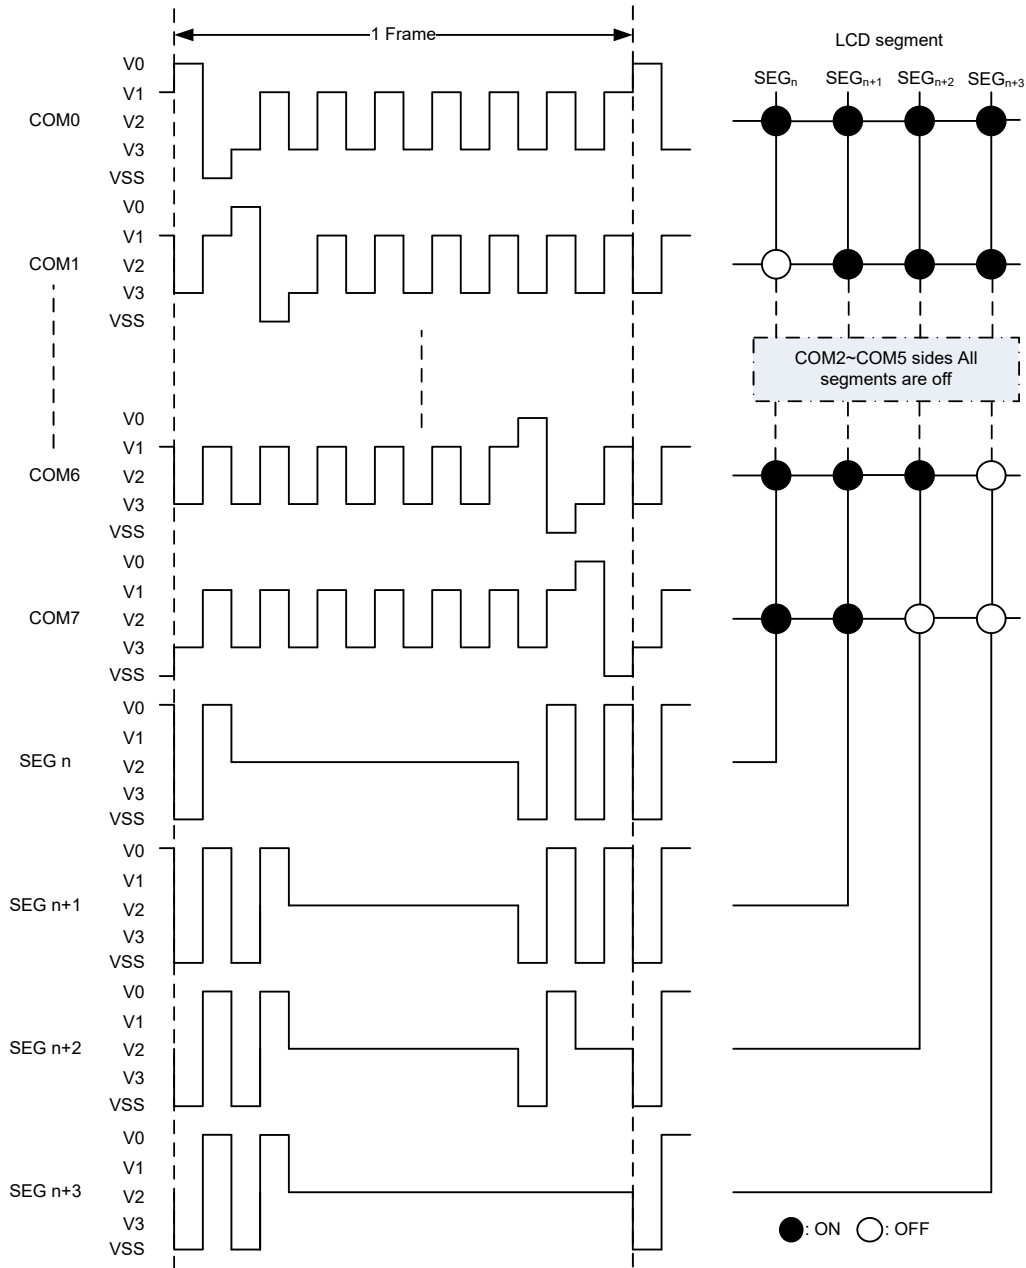 1 Frame
LCD segment
SEGn SEGn+1 SEGn+2 SEGn+3
COM0
V0
V1
V2
V3
VSS
COM1
V0
V1
V2
V3
VSS
COM2~COM5 sides All
segments are off
COM6
V0
V1
V2
V3
VSS
COM7
V0
V1
V2
V3
VSS
SEG n
V0
V1
V2
V3
VSS
SEG n+1
V0
V1
V2
V3
VSS
SEG n+2
V0
V1
V2
V3
VSS
SEG n+3
V0
V1
V2
V3
VSS
: ON : OFF